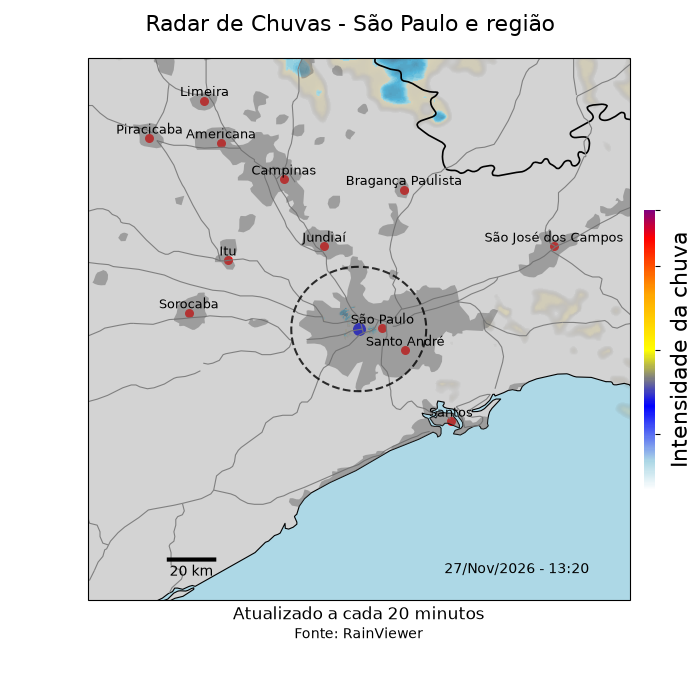 Radar de Chuvas - São Paulo e região
Limeira
Piracicaba
Americana
Campinas
Bragança Paulista
Jundiaí
São José dos Campos
Itu
Sorocaba
São Paulo
Santo André
Santos
Intensidade da chuva
20 km
27/Nov/2026 - 13:20
Atualizado a cada 20 minutos
Fonte: RainViewer